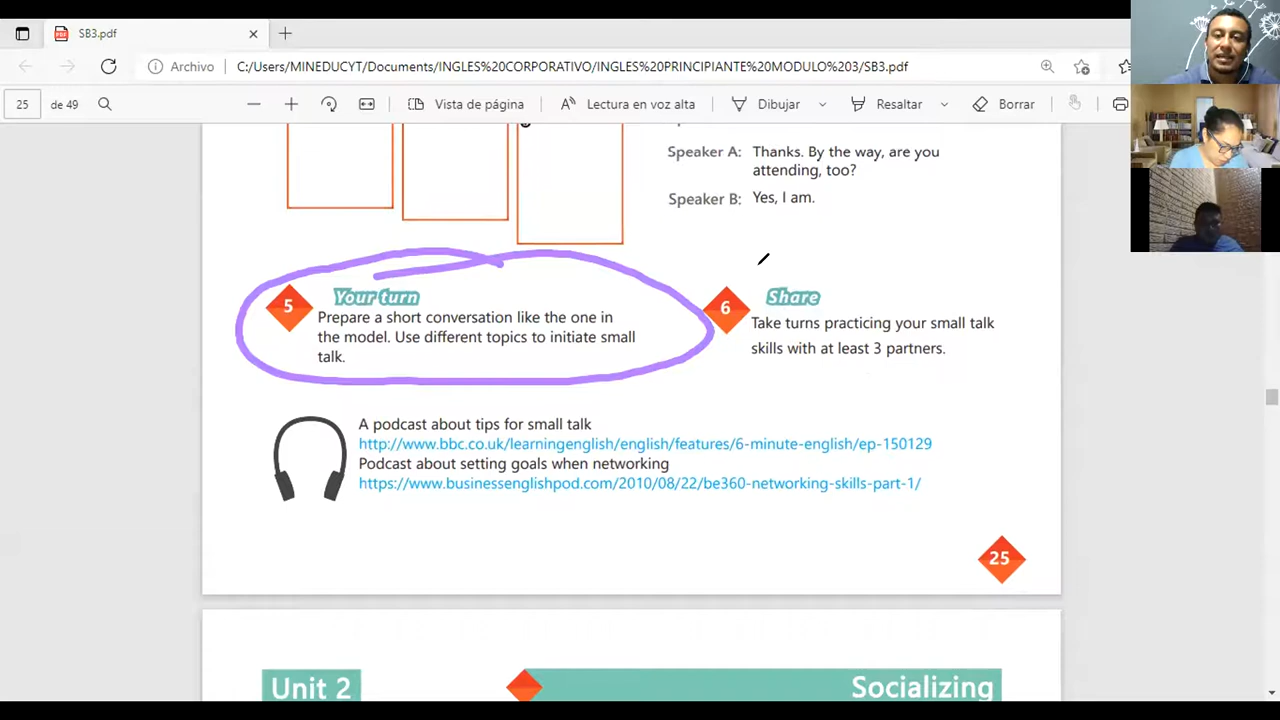 SB3.pdf
Archivo
C:/Users/MINEDUCYT/Documents/INGLES%20CORPORATIVO/INGLES%20PRINCIPIANTE%20MODULO%203/SB3.pdf
25 de 49
Vista de página
Lectura en voz alta
Dibujar
Resaltar
Borrar
Speaker A: Thanks. By the way, are you
attending, too?
Speaker B: Yes, I am.
5 Your turn
Prepare a short conversation like the one in
the model. Use different topics to initiate small
talk.
6 Share
Take turns practicing your small talk
skills with at least 3 partners.
A podcast about tips for small talk
http://www.bbc.co.uk/learningenglish/english/features/6-minute-english/ep-150129
Podcast about setting goals when networking
https://www.businessenglishpod.com/2010/08/22/be360-networking-skills-part-1/
25
Unit 2
Socializing